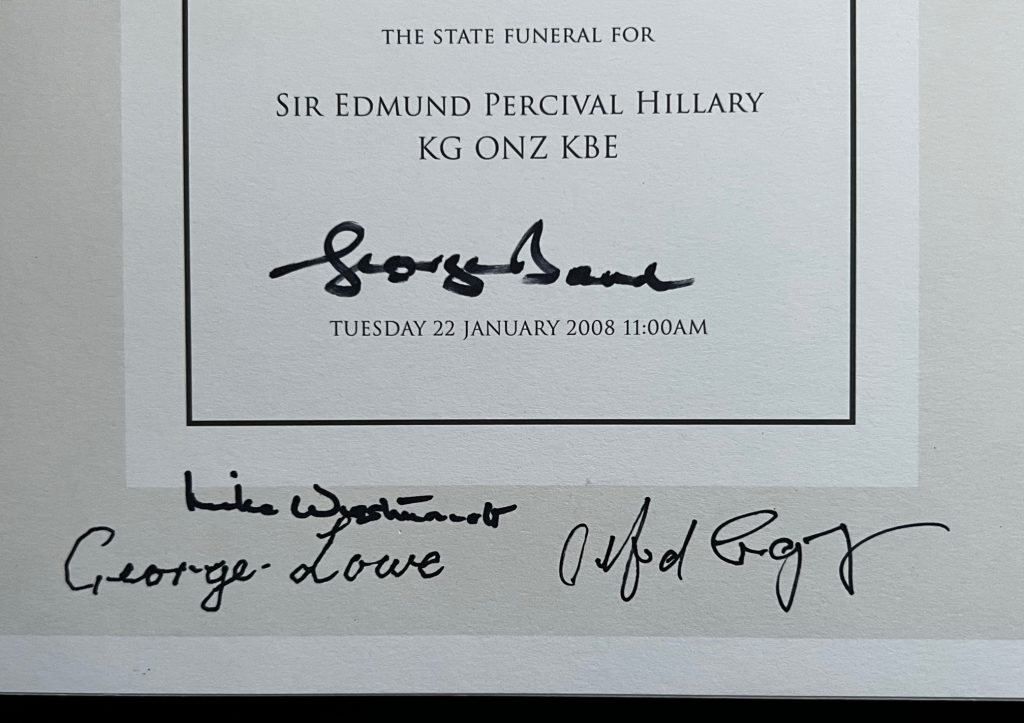 THE STATE FUNERAL FOR
SIR EDMUND PERCIVAL HILLARY
KG ONZ KBE
George Band
TUESDAY 22 JANUARY 2008 11:00AM
Mike Westmacott
George Lowe
Alfred Gregory